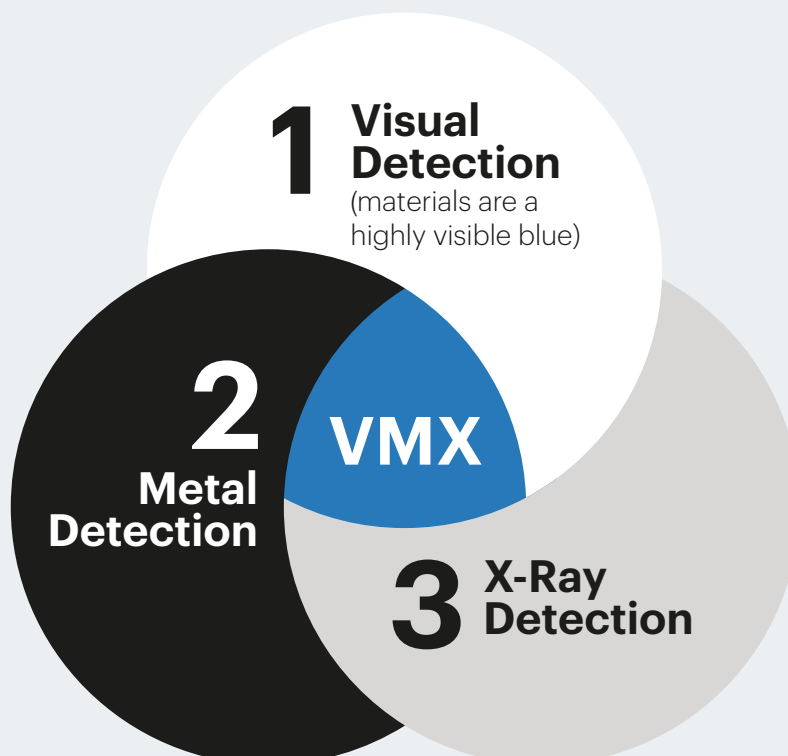 1
Visual
Detection
(materials are a
highly visible blue)
2
Metal
Detection
VMX
3
X-Ray
Detection